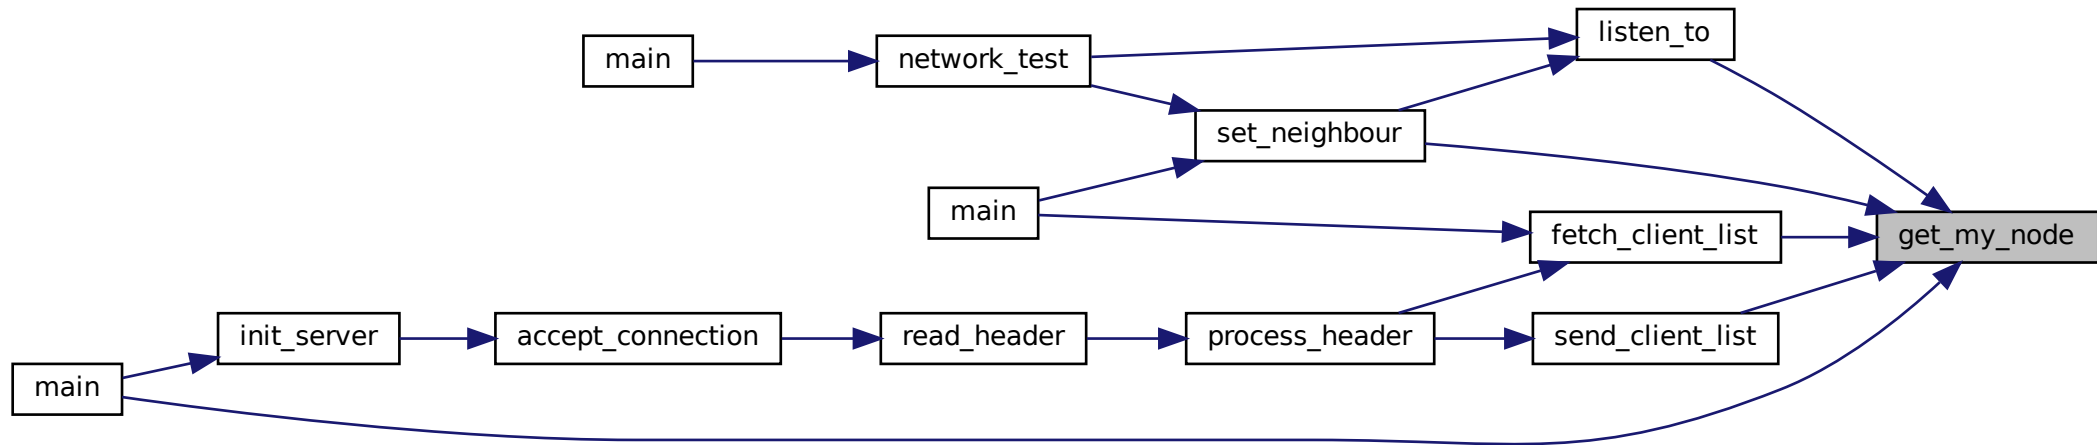 listen_to
main
network_test
set_neighbour
main
fetch_client_list
get_my_node
init_server
accept_connection
read_header
process_header
send_client_list
main